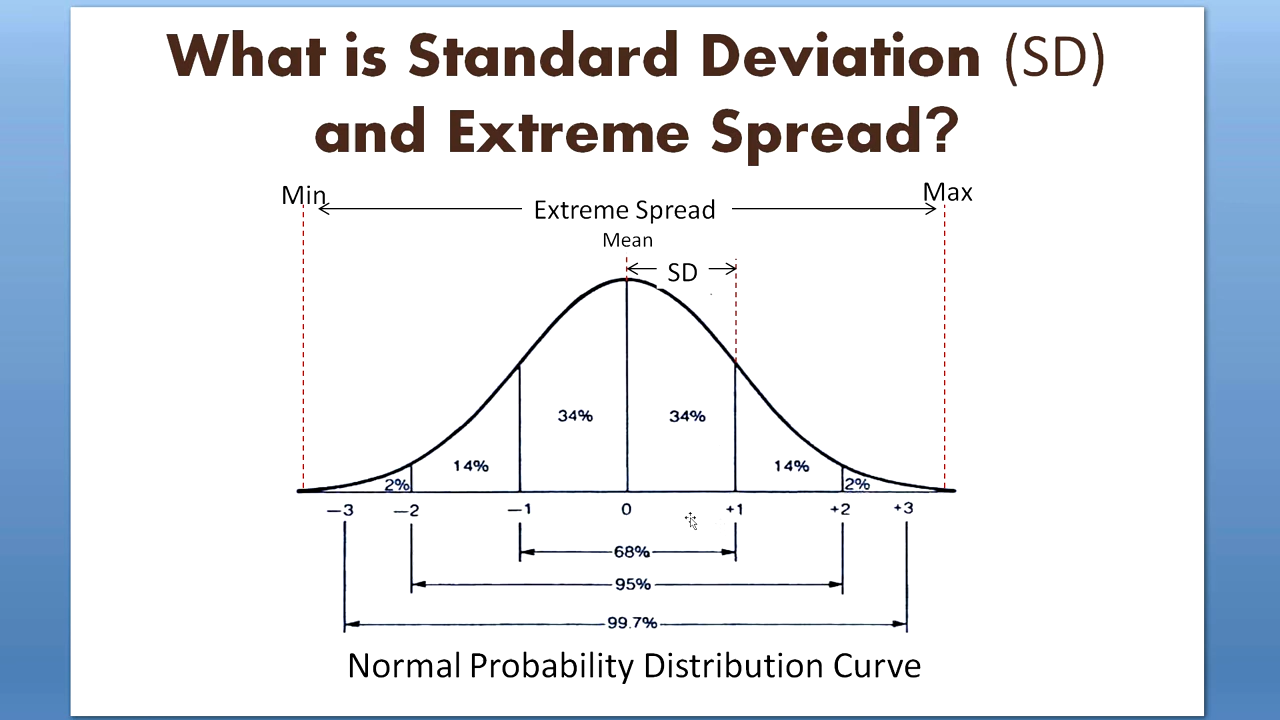 What is Standard Deviation (SD)
and Extreme Spread?
Min Extreme Spread Max
Mean
SD
34% 34%
14% 14%
2% 2%
—3 —2 —1 0 +1 +2 +3
68%
95%
99.7%
Normal Probability Distribution Curve